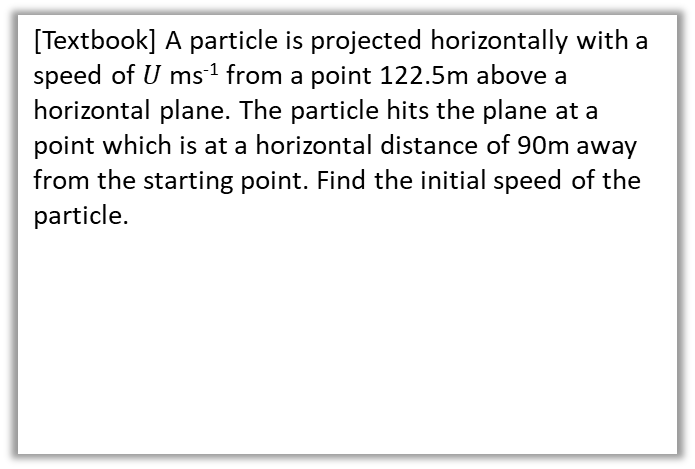 [Textbook] A particle is projected horizontally with a
speed of U ms⁻¹ from a point 122.5m above a
horizontal plane. The particle hits the plane at a
point which is at a horizontal distance of 90m away
from the starting point. Find the initial speed of the
particle.